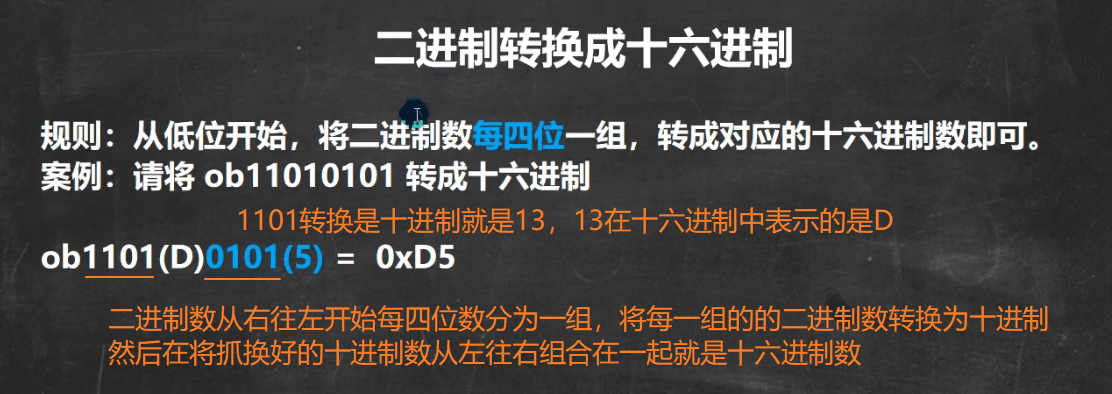 二进制转换成十六进制
规则：从低位开始，将二进制数每四位一组，转成对应的十六进制数即可。
案例：请将 ob11010101 转成十六进制
1101转换是十进制就是13，13在十六进制中表示的是D
ob1101(D)0101(5) = 0xD5
二进制数从右往左开始每四位数分为一组，将每一组的的二进制数转换为十进制
然后在将抓换好的十进制数从左往右组合在一起就是十六进制数